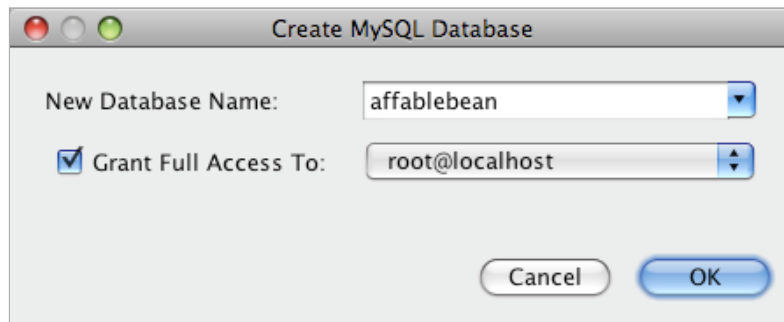 Create MySQL Database
New Database Name: affablebean
Grant Full Access To: root@localhost
Cancel OK